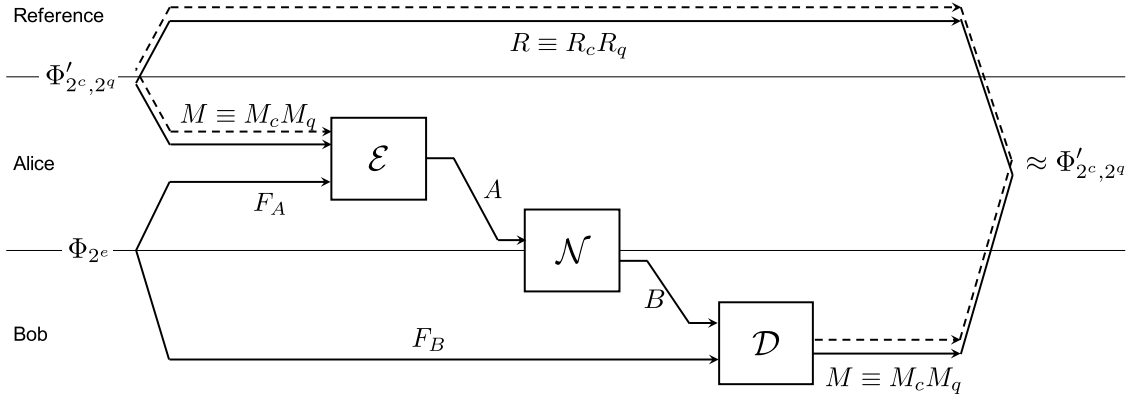 Reference
R ≡ R_c R_q
Φ′_{2^c,2^q}
M ≡ M_c M_q
Alice
ℰ
≈ Φ′_{2^c,2^q}
F_A
A
Φ_{2^e}
𝒩
B
Bob
F_B
𝒟
M ≡ M_c M_q